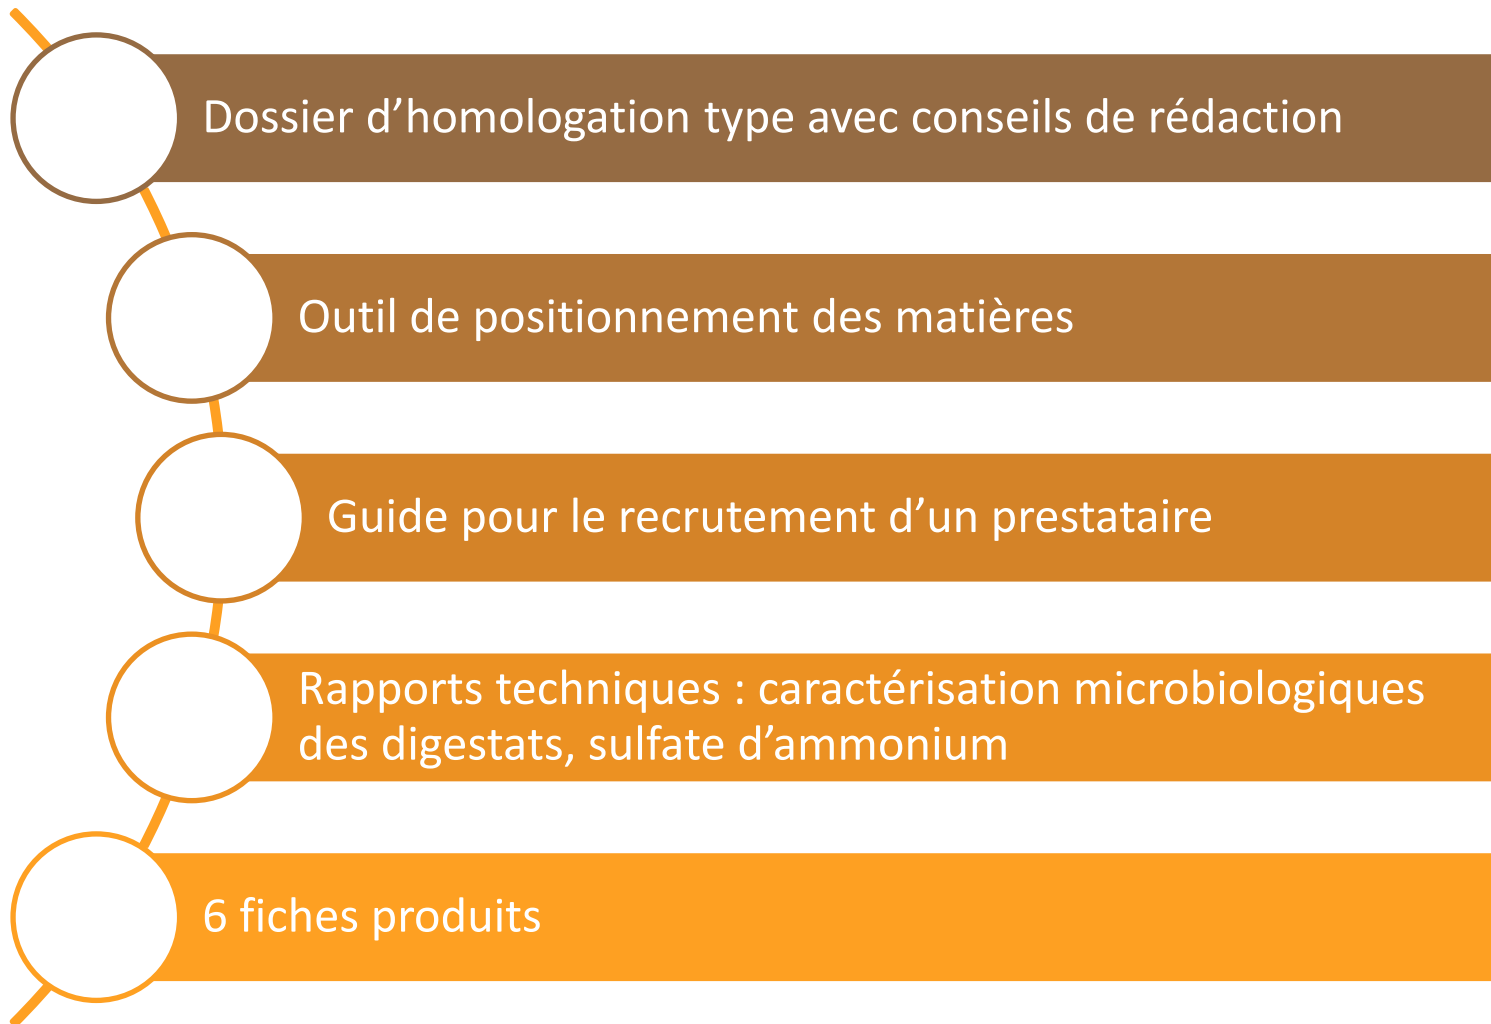 Dossier d’homologation type avec conseils de rédaction
Outil de positionnement des matières
Guide pour le recrutement d’un prestataire
Rapports techniques : caractérisation microbiologiques
des digestats, sulfate d’ammonium
6 fiches produits